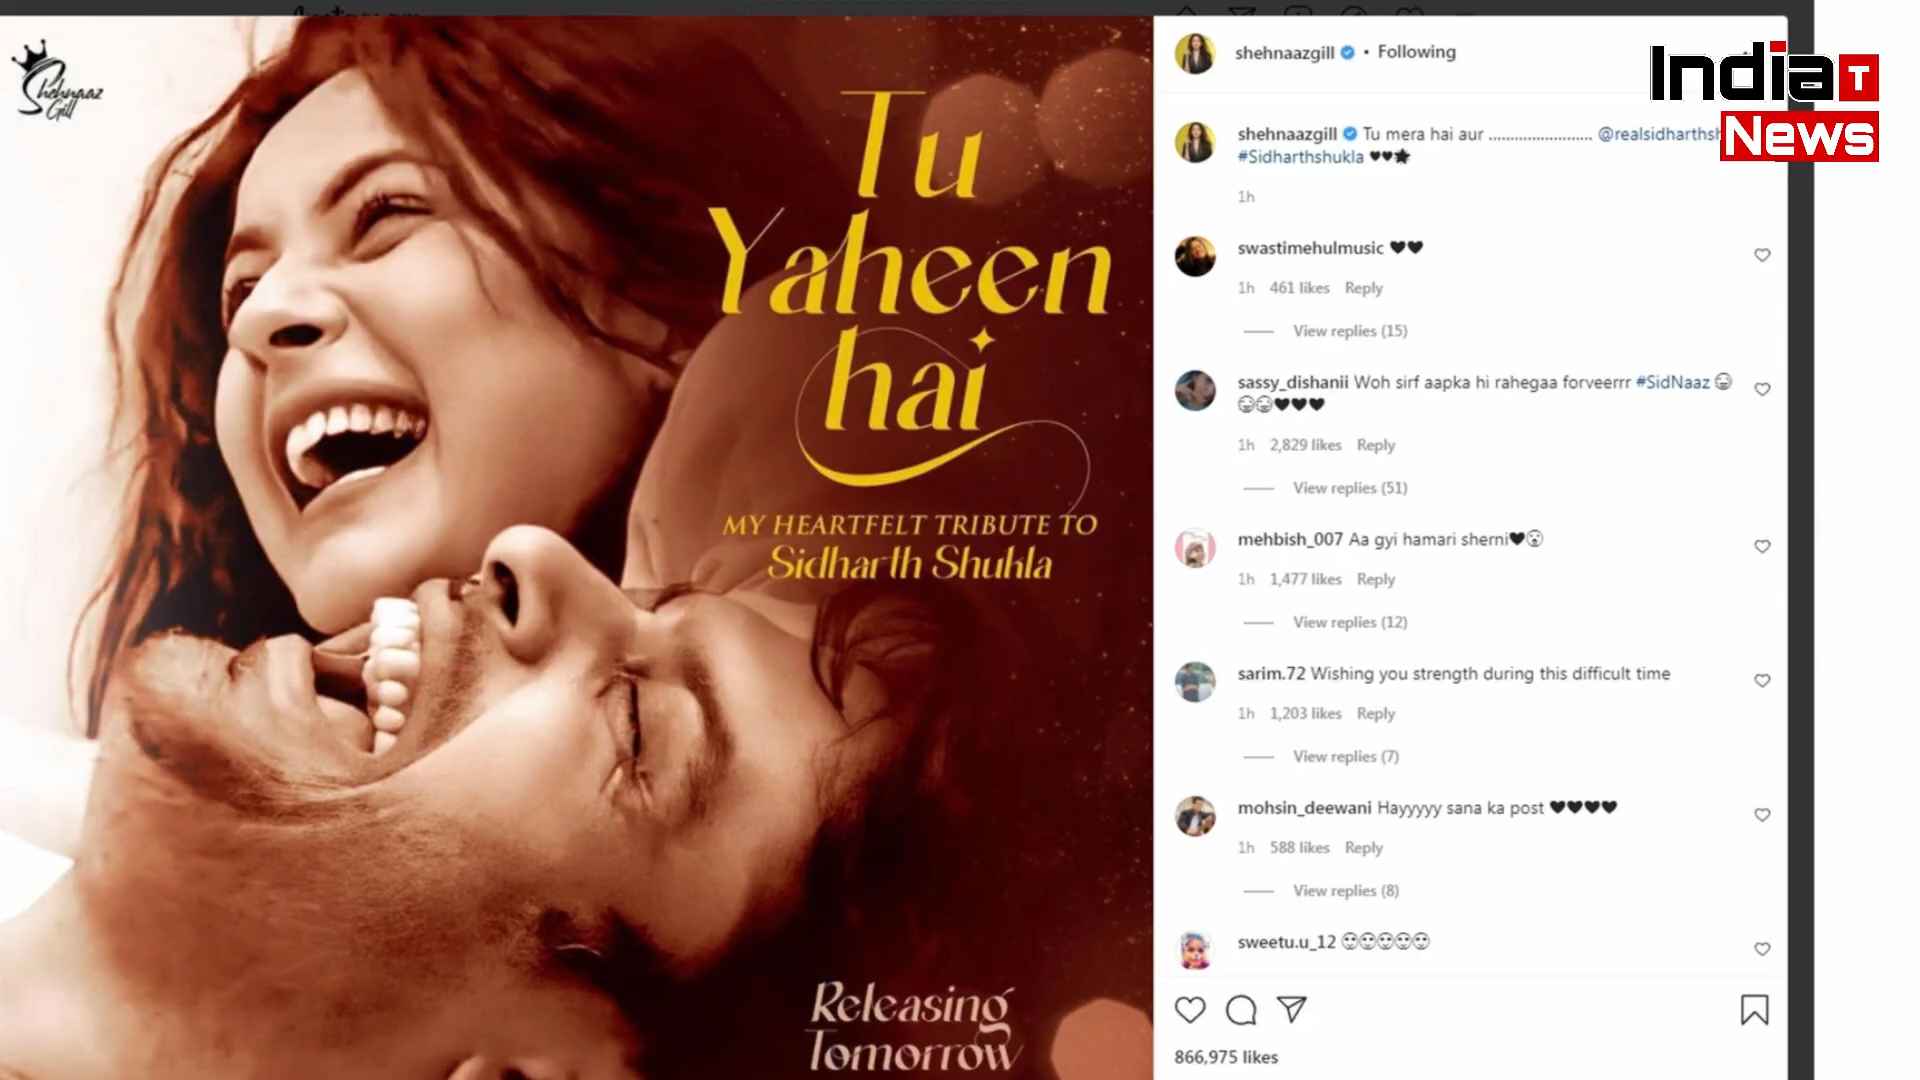 Shehnaaz
Gill
Tu
Yaheen
hai
MY HEARTFELT TRIBUTE TO
Sidharth Shukla
Releasing
Tomorrow
shehnaazgill • Following
India T
News
shehnaazgill Tu mera hai aur ........................ @realsidharthsh
#Sidharthshukla ♥♥★
1h
swastimehulmusic ♥♥
1h 461 likes Reply
View replies (15)
sassy_dishanii Woh sirf aapka hi rahegaa forveerrr #SidNaaz
♥♥♥
1h 2,829 likes Reply
View replies (51)
mehbish_007 Aa gyi hamari sherni♥
1h 1,477 likes Reply
View replies (12)
sarim.72 Wishing you strength during this difficult time
1h 1,203 likes Reply
View replies (7)
mohsin_deewani Hayyyyy sana ka post ♥♥♥♥
1h 588 likes Reply
View replies (8)
sweetu.u_12
866,975 likes